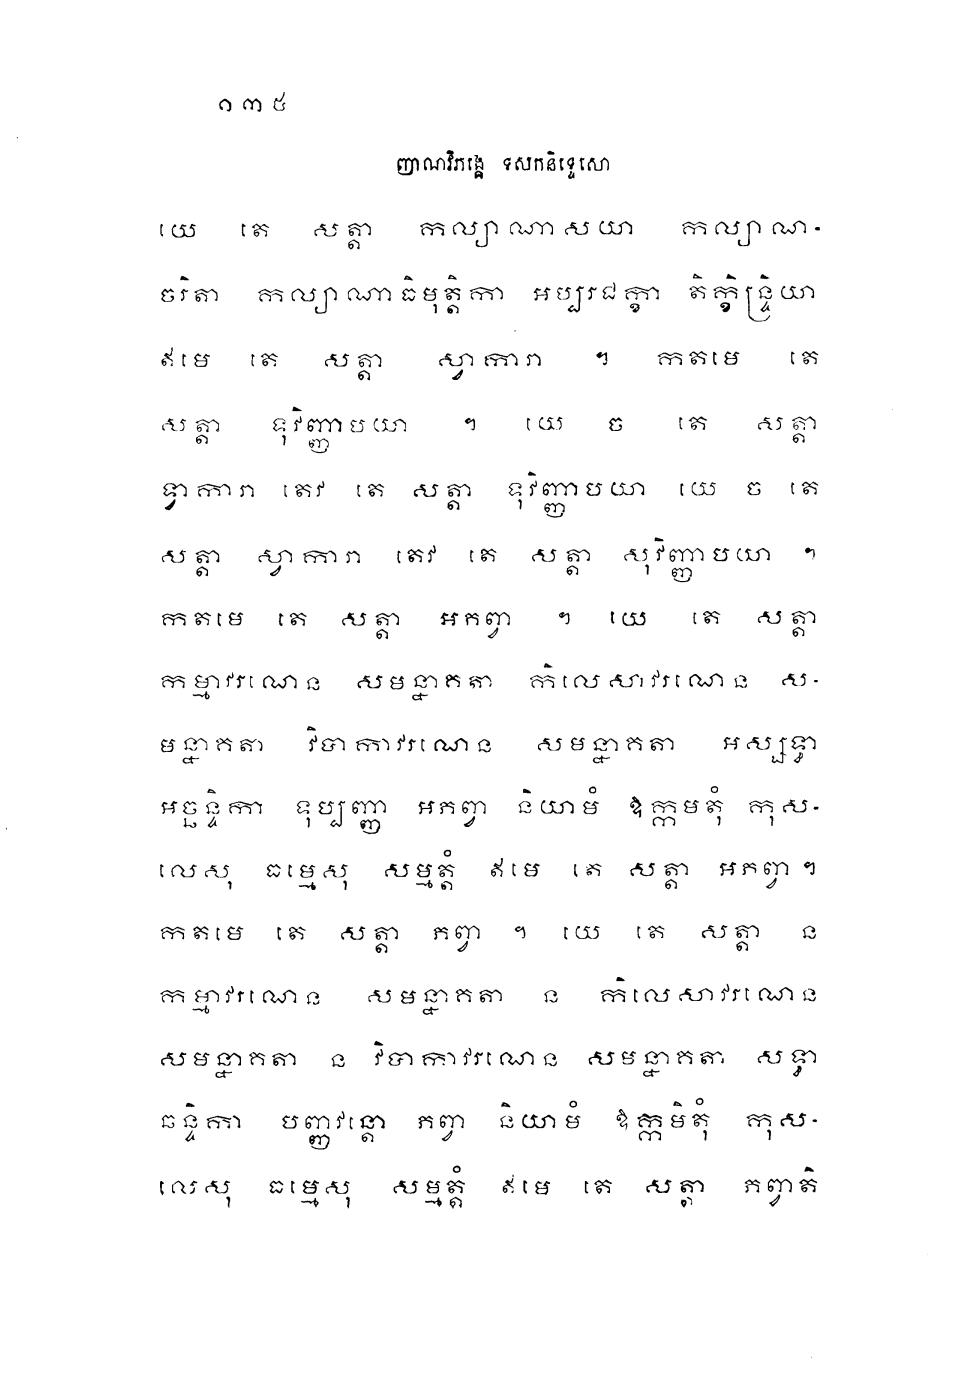 ១៣៥
ញាណវិភង្គេ ទសកនិទ្ទេសោ
យេ តេ សត្តា កល្យាណាសយា កល្យាណ-
ចរិតា កល្យាណាធិមុត្តិកា អប្បរជក្ខា តិក្ខិន្ទ្រិយា
ឥមេ តេ សត្តា ស្វាការា ។ កតមេ តេ
សត្តា ទុវិញ្ញាបយា ។ យេ ច តេ សត្តា
ទ្វាការា តេវ តេ សត្តា ទុវិញ្ញាបយា យេ ច តេ
សត្តា ស្វាការា តេវ តេ សត្តា សុវិញ្ញាបយា ។
កតមេ តេ សត្តា អភព្វា ។ យេ តេ សត្តា
កម្មាវរណេន សមន្នាគតា កិលេសាវរណេន ស-
មន្នាគតា វិបាកាវរណេន សមន្នាគតា អស្សទ្ធា
អច្ឆន្ទិកា ទុប្បញ្ញា អភព្វា និយាមំ ឱក្កមតុំ កុស-
លេសុ ធម្មេសុ សម្មត្តំ ឥមេ តេ សត្តា អភព្វា។
កតមេ តេ សត្តា ភព្វា ។ យេ តេ សត្តា ន
កម្មាវរណេន សមន្នាគតា ន កិលេសាវរណេន
សមន្នាគតា ន វិបាកាវរណេន សមន្នាគតា សទ្ធា
ឆន្ទិកា បញ្ញវន្តោ ភព្វា និយាមំ ឱក្កមិតុំ កុស-
លេសុ ធម្មេសុ សម្មត្តំ ឥមេ តេ សត្តា ភព្វាតិ